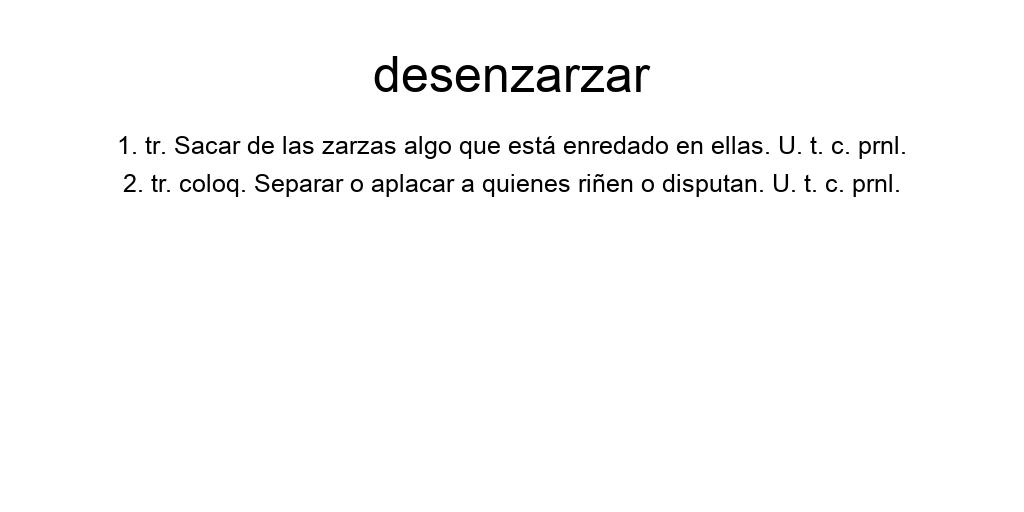 desenzarzar
1. tr. Sacar de las zarzas algo que está enredado en ellas. U. t. c. prnl.
2. tr. coloq. Separar o aplacar a quienes riñen o disputan. U. t. c. prnl.